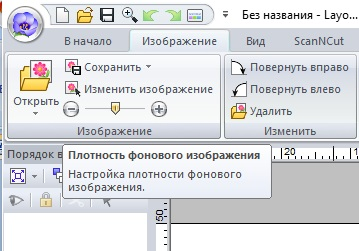 Без названия - Layo...
В начало Изображение Вид ScanNCut
Открыть
Сохранить
Изменить изображение
Изображение
Повернуть вправо
Повернуть влево
Удалить
Изменить
Порядок в
Плотность фонового изображения
Настройка плотности фонового
изображения.
20
50